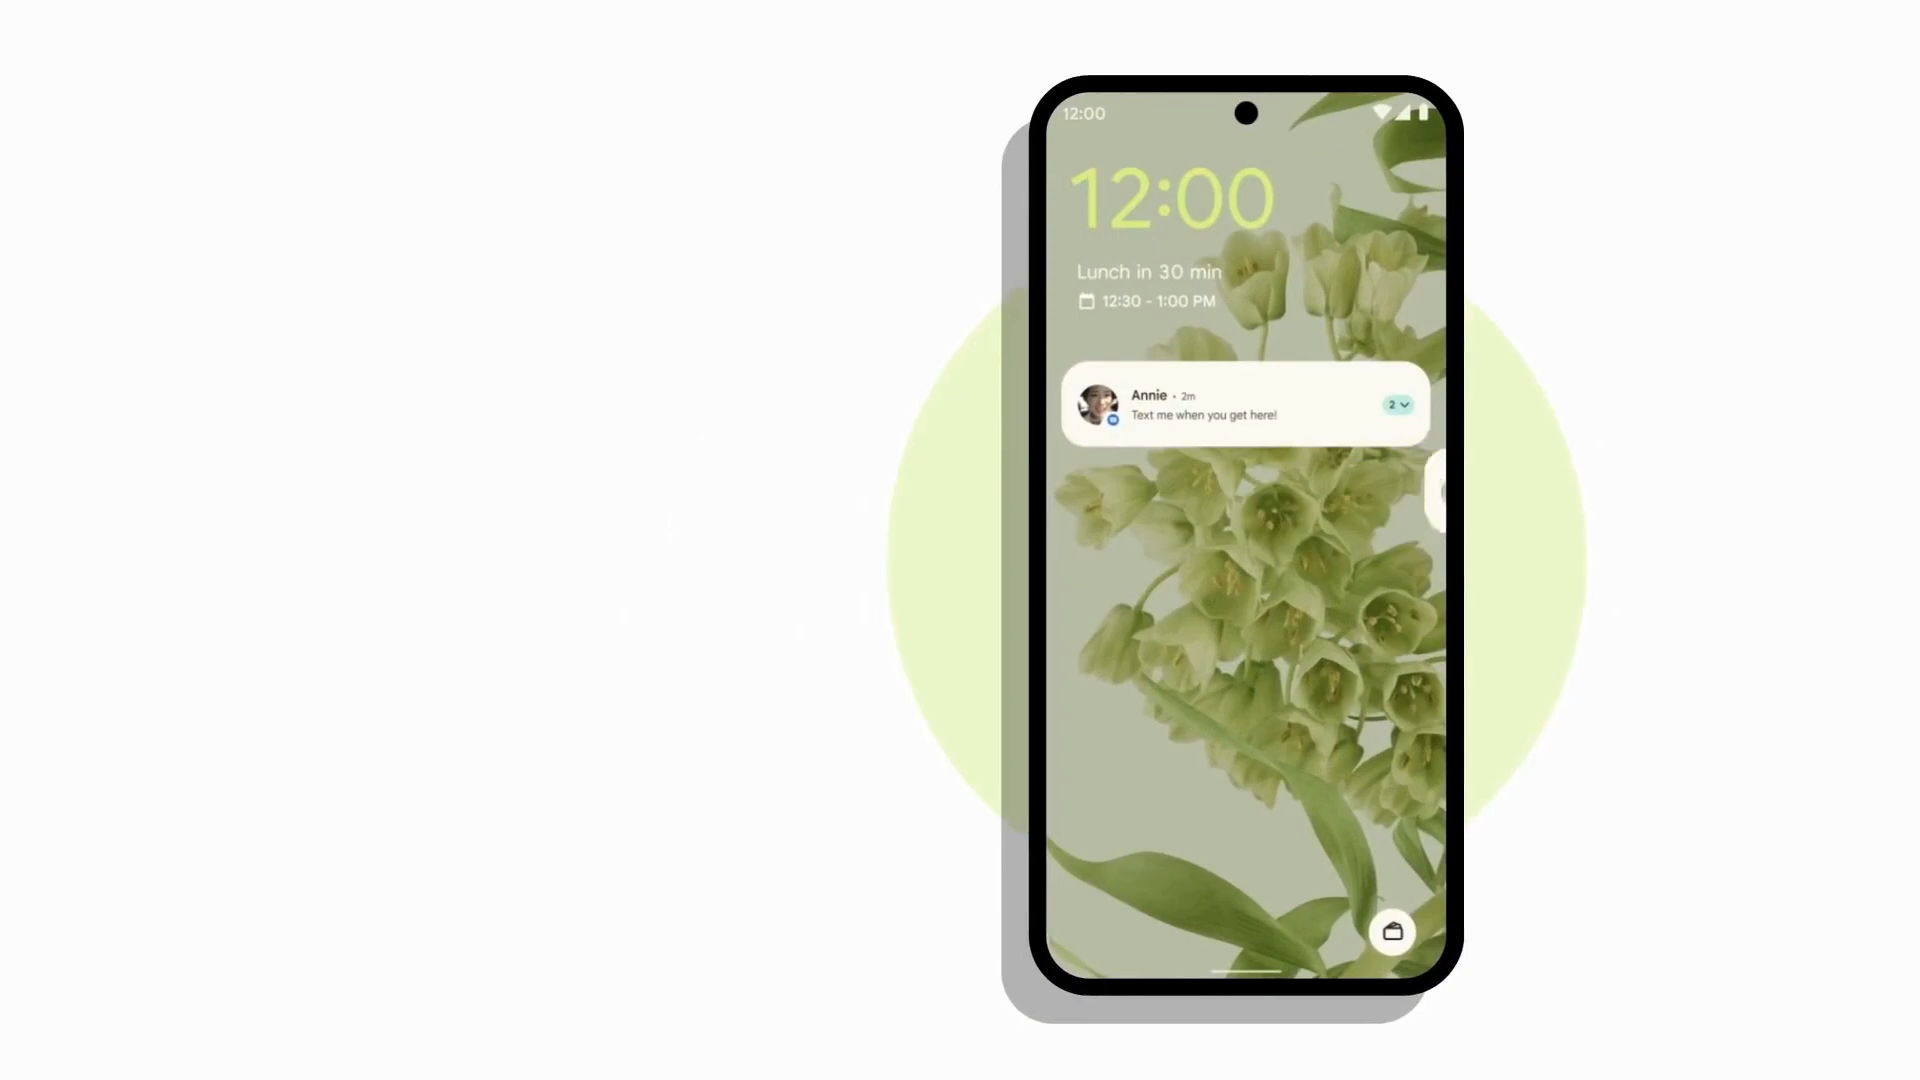 12:00
12:00
Lunch in 30 min
12:30 - 1:00 PM
Annie • 2m
Text me when you get here!
2